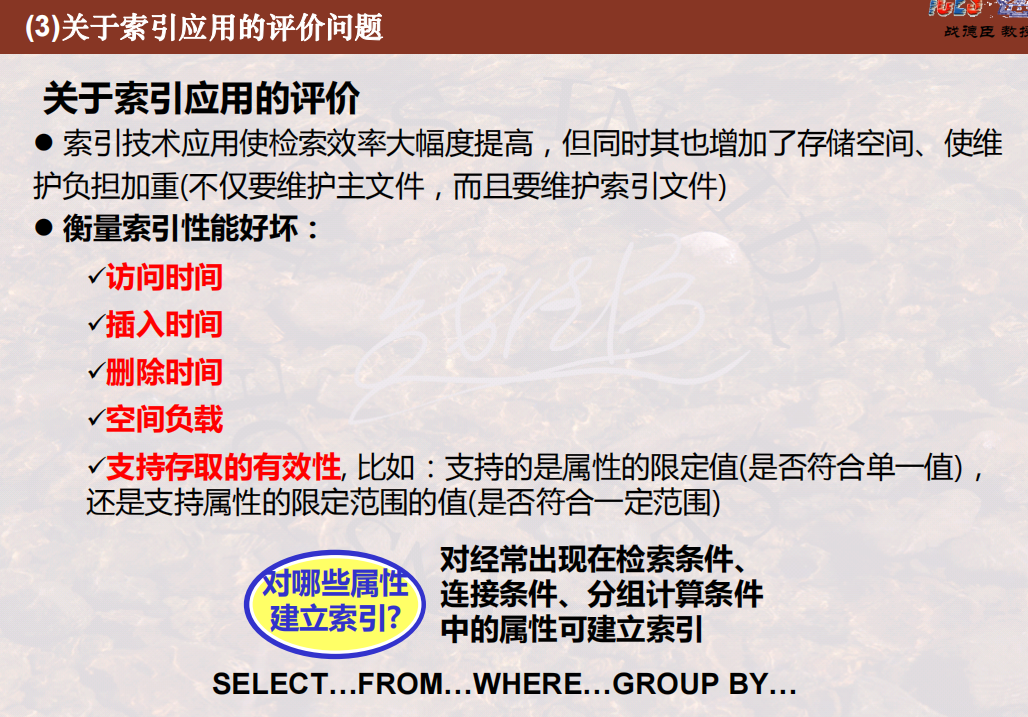 (3)关于索引应用的评价问题
战德臣 教授
关于索引应用的评价
● 索引技术应用使检索效率大幅度提高，但同时其也增加了存储空间、使维
护负担加重(不仅要维护主文件，而且要维护索引文件)
● 衡量索引性能好坏：
✓访问时间
✓插入时间
✓删除时间
✓空间负载
✓支持存取的有效性, 比如：支持的是属性的限定值(是否符合单一值)，
还是支持属性的限定范围的值(是否符合一定范围)
对哪些属性
建立索引?
对经常出现在检索条件、
连接条件、分组计算条件
中的属性可建立索引
SELECT…FROM…WHERE…GROUP BY…